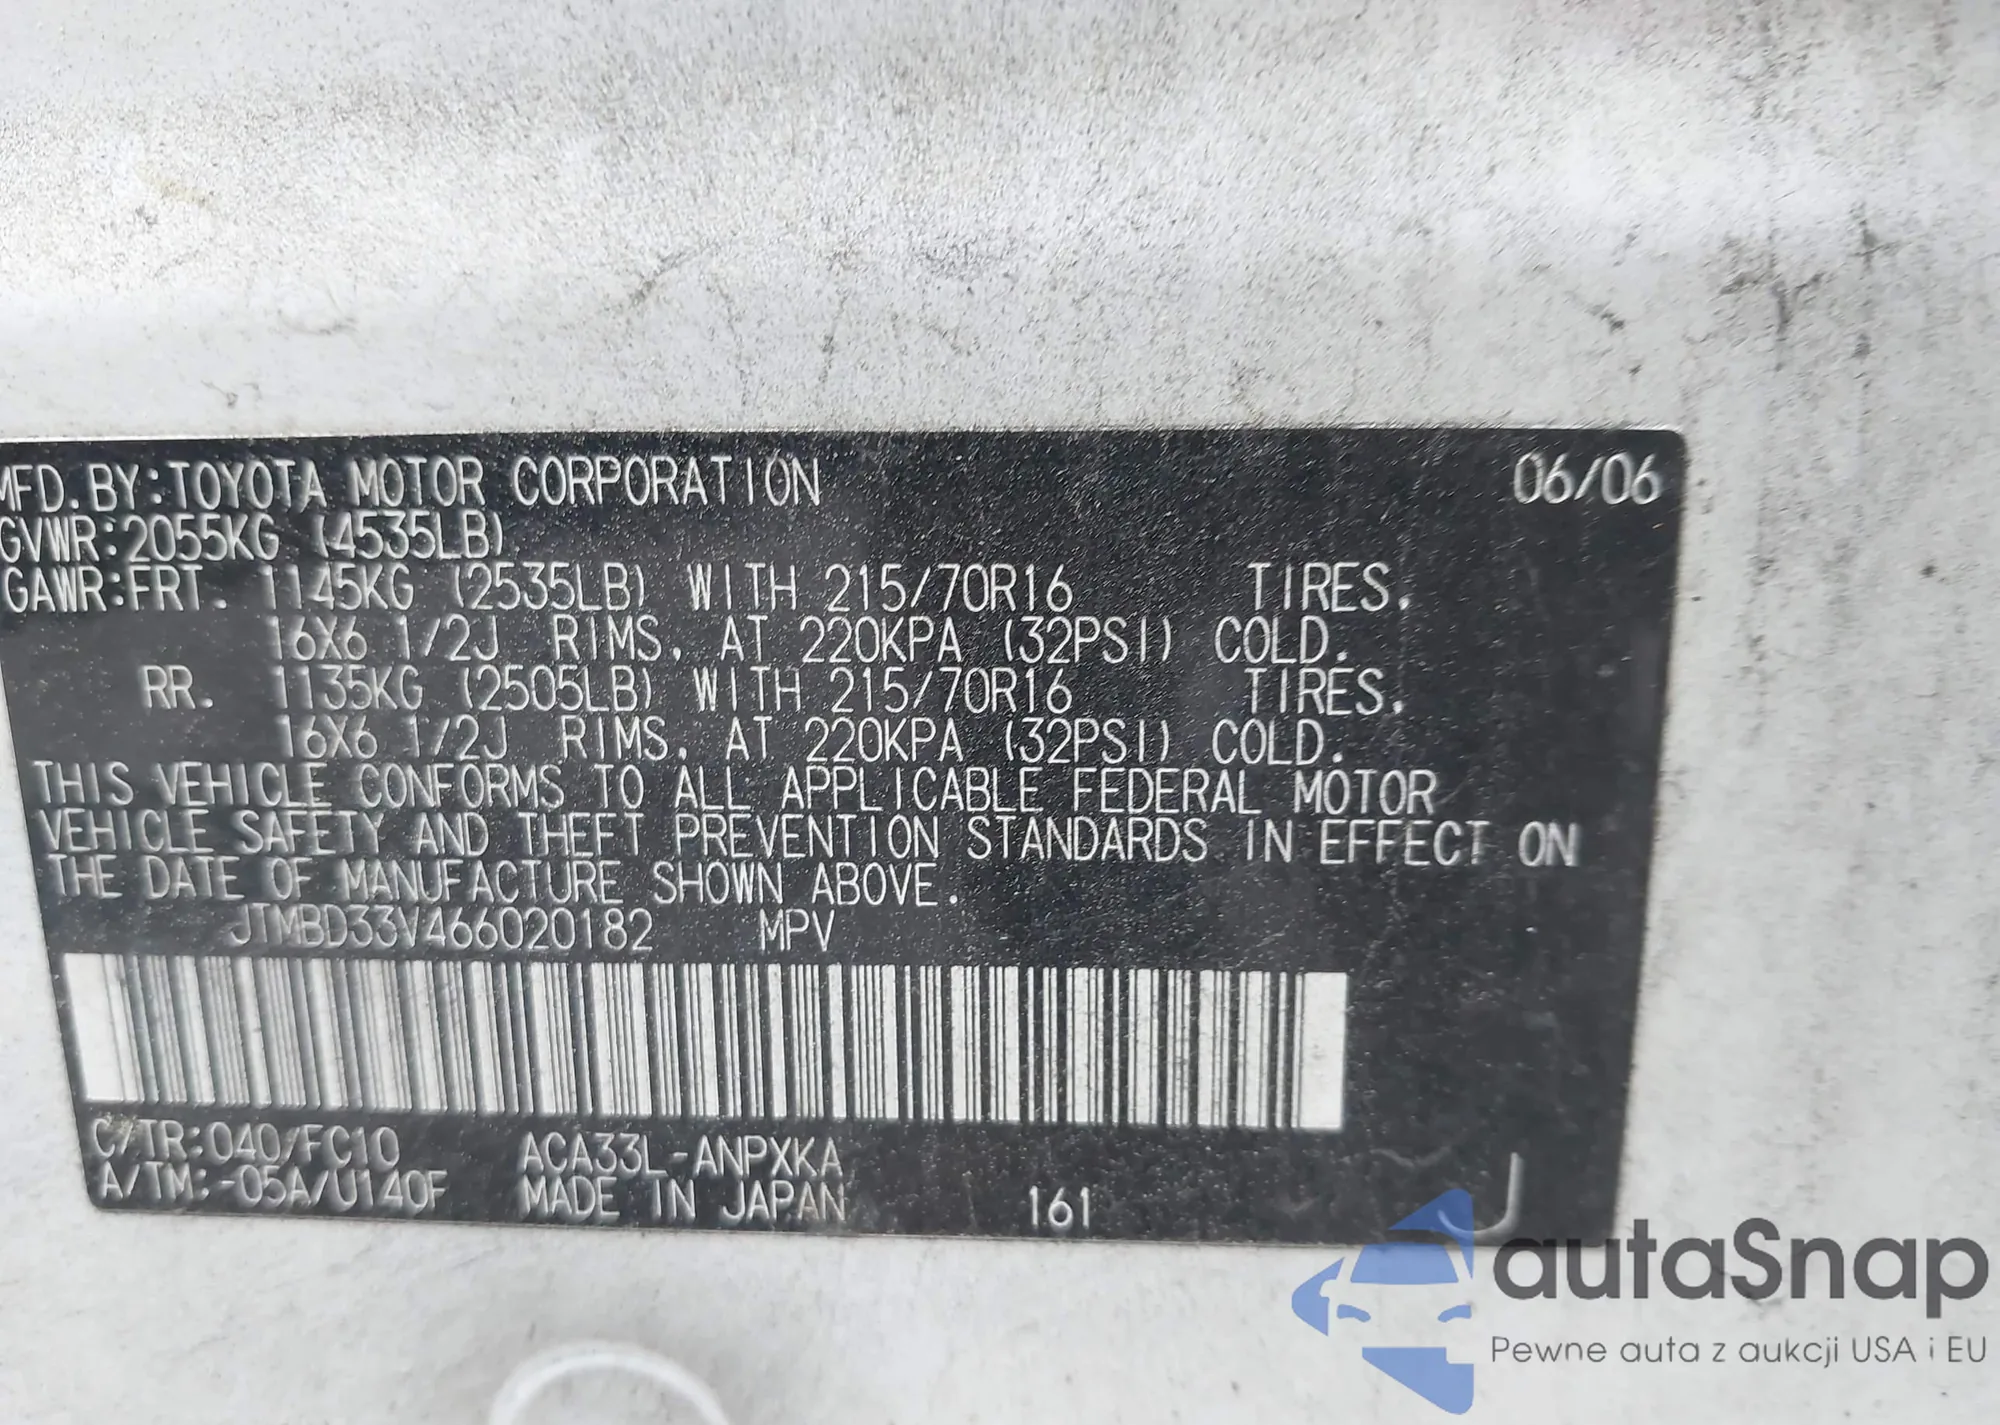 MFD. BY: TOYOTA MOTOR CORPORATION 06/06
GVWR: 2055KG (4535LB)
GAWR: FRT. 1145KG (2535LB) WITH 215/70R16 TIRES,
16X6 1/2J RIMS, AT 220KPA (32PSI) COLD.
RR. 1135KG (2505LB) WITH 215/70R16 TIRES,
16X6 1/2J RIMS, AT 220KPA (32PSI) COLD.
THIS VEHICLE CONFORMS TO ALL APPLICABLE FEDERAL MOTOR
VEHICLE SAFETY AND THEFT PREVENTION STANDARDS IN EFFECT ON
THE DATE OF MANUFACTURE SHOWN ABOVE.
JTMBD33V466020182 MPV
C/TR: 040/FC10 ACA33L-ANPXKA
A/TM: -05A/U140F MADE IN JAPAN 161 J
autaSnap
Pewne auta z aukcji USA i EU